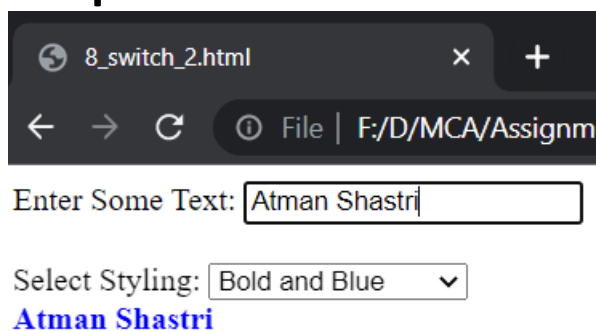 8_switch_2.html
File | F:/D/MCA/Assignm
Enter Some Text: Atman Shastri
Select Styling: Bold and Blue
Atman Shastri